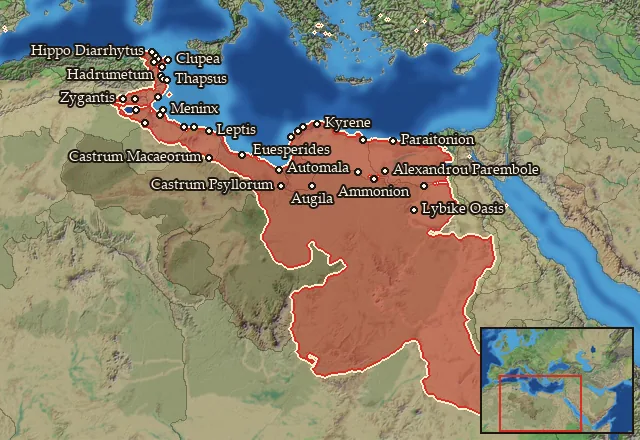 Hippo Diarrhytus
Clupea
Hadrumetum
Thapsus
Zygantis
Meninx
Kyrene
Leptis
Paraitonion
Euesperides
Castrum Macaeorum
Automala
Alexandrou Parembole
Castrum Psyllorum
Ammonion
Augila
Lybike Oasis